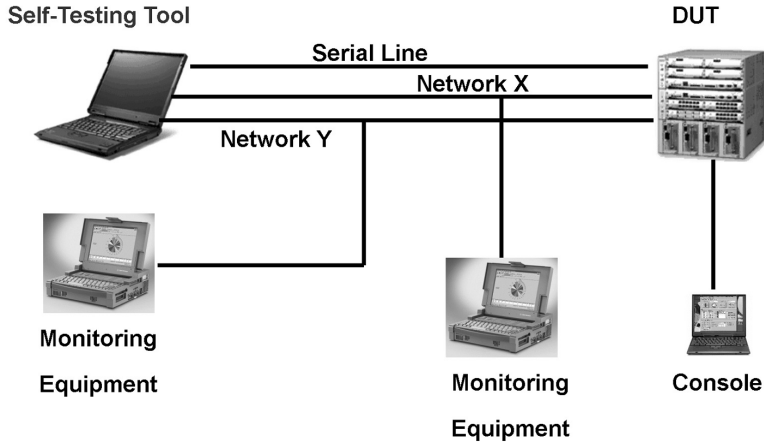 Self-Testing Tool
DUT
Serial Line
Network X
Network Y
Monitoring
Equipment
Monitoring
Equipment
Console